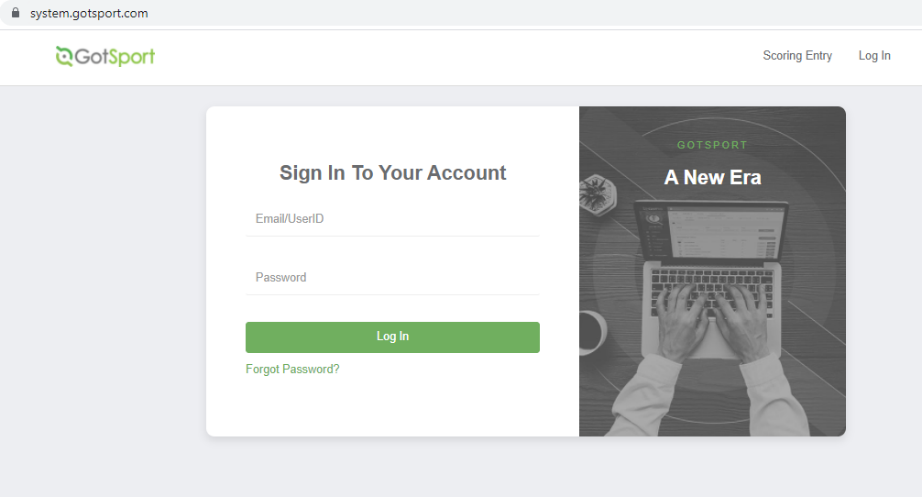 system.gotsport.com
GotSport
Scoring Entry
Log In
Sign In To Your Account
Email/UserID
Password
Log In
Forgot Password?
GOTSPORT
A New Era